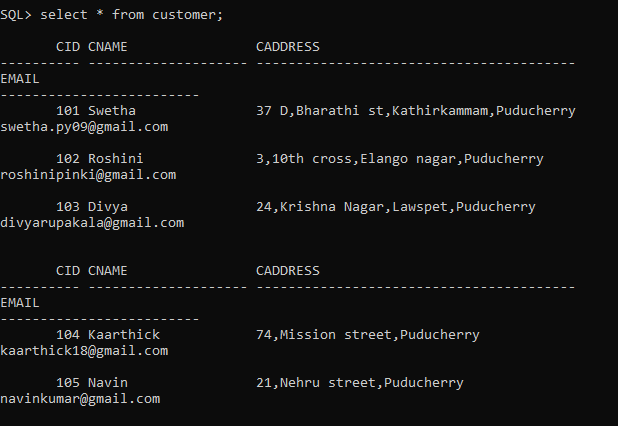 SQL> select * from customer;
CID CNAME CADDRESS
---------- -------------------- ----------------------------------------
EMAIL
-------------------------
101 Swetha 37 D,Bharathi st,Kathirkammam,Puducherry
swetha.py09@gmail.com
102 Roshini 3,10th cross,Elango nagar,Puducherry
roshinipinki@gmail.com
103 Divya 24,Krishna Nagar,Lawspet,Puducherry
divyarupakala@gmail.com
CID CNAME CADDRESS
---------- -------------------- ----------------------------------------
EMAIL
-------------------------
104 Kaarthick 74,Mission street,Puducherry
kaarthick18@gmail.com
105 Navin 21,Nehru street,Puducherry
navinkumar@gmail.com